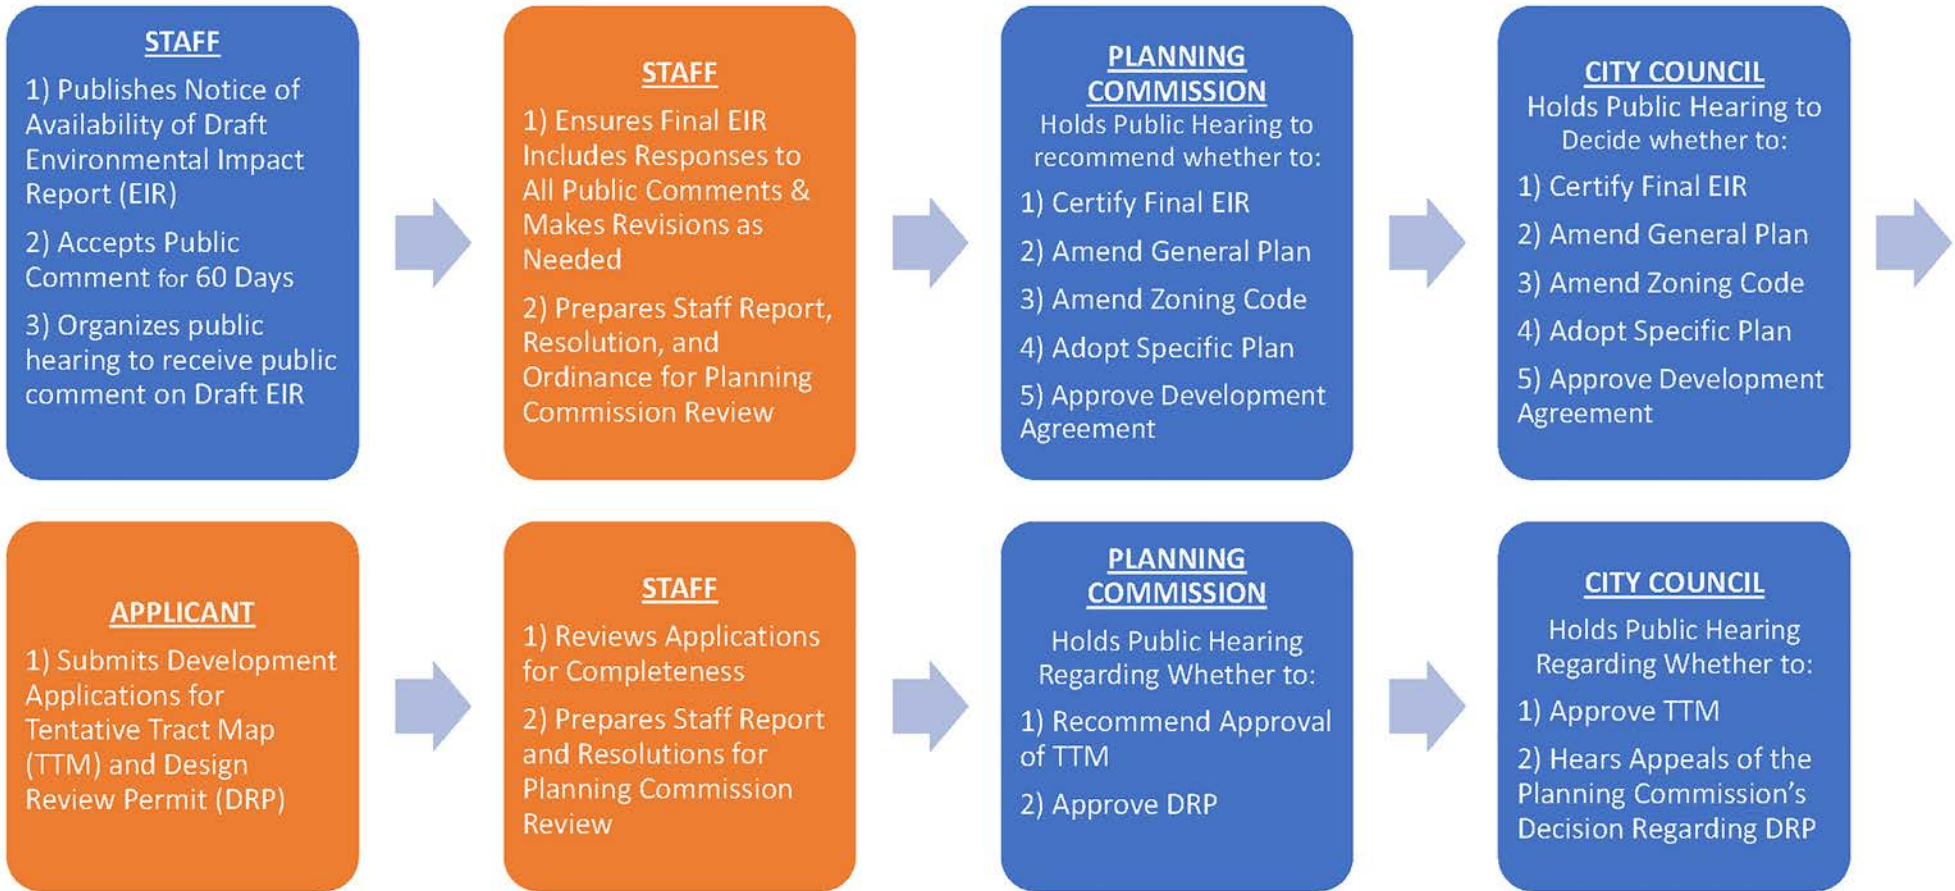 STAFF
1) Publishes Notice of
Availability of Draft
Environmental Impact
Report (EIR)
2) Accepts Public
Comment for 60 Days
3) Organizes public
hearing to receive public
comment on Draft EIR
STAFF
1) Ensures Final EIR
Includes Responses to
All Public Comments &
Makes Revisions as
Needed
2) Prepares Staff Report,
Resolution, and
Ordinance for Planning
Commission Review
PLANNING
COMMISSION
Holds Public Hearing to
recommend whether to:
1) Certify Final EIR
2) Amend General Plan
3) Amend Zoning Code
4) Adopt Specific Plan
5) Approve Development
Agreement
CITY COUNCIL
Holds Public Hearing to
Decide whether to:
1) Certify Final EIR
2) Amend General Plan
3) Amend Zoning Code
4) Adopt Specific Plan
5) Approve Development
Agreement
APPLICANT
1) Submits Development
Applications for
Tentative Tract Map
(TTM) and Design
Review Permit (DRP)
STAFF
1) Reviews Applications
for Completeness
2) Prepares Staff Report
and Resolutions for
Planning Commission
Review
PLANNING
COMMISSION
Holds Public Hearing
Regarding Whether to:
1) Recommend Approval
of TTM
2) Approve DRP
CITY COUNCIL
Holds Public Hearing
Regarding Whether to:
1) Approve TTM
2) Hears Appeals of the
Planning Commission's
Decision Regarding DRP